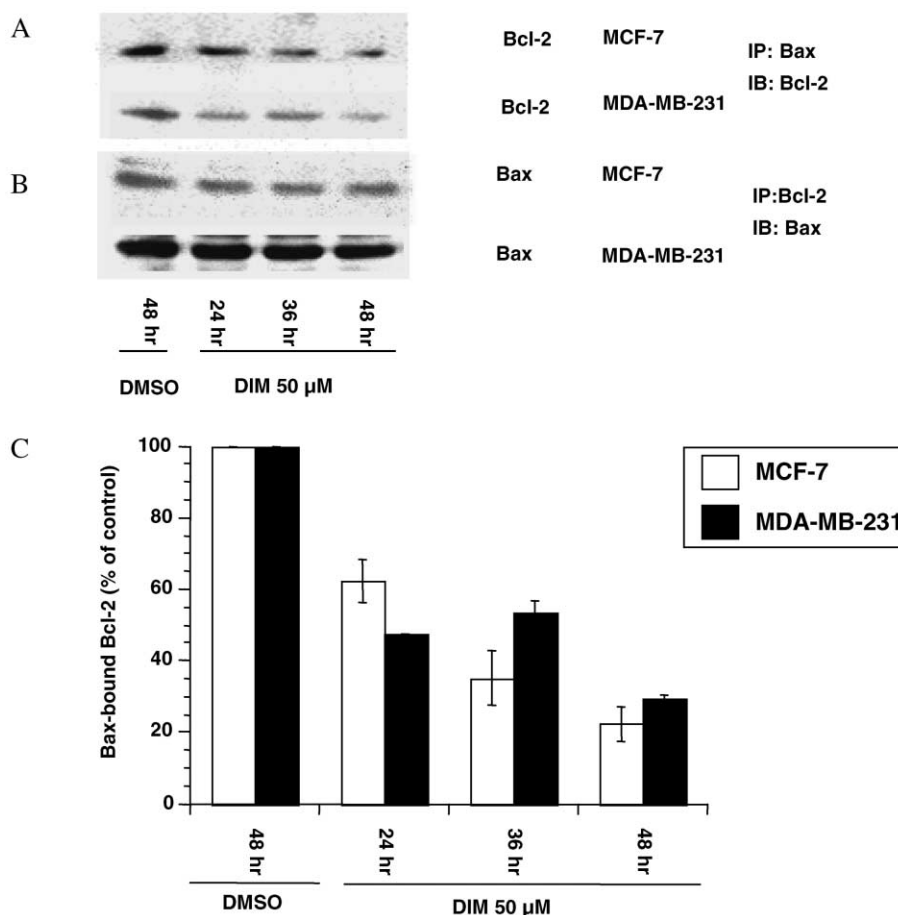 A
Bcl-2 MCF-7
IP: Bax
IB: Bcl-2
Bcl-2 MDA-MB-231
B
Bax MCF-7
IP:Bcl-2
IB: Bax
Bax MDA-MB-231
48 hr 24 hr 36 hr 48 hr
DMSO DIM 50 µM
C
Bax-bound Bcl-2 (% of control)
100
80
60
40
20
0
MCF-7
MDA-MB-231
48 hr 24 hr 36 hr 48 hr
DMSO DIM 50 µM